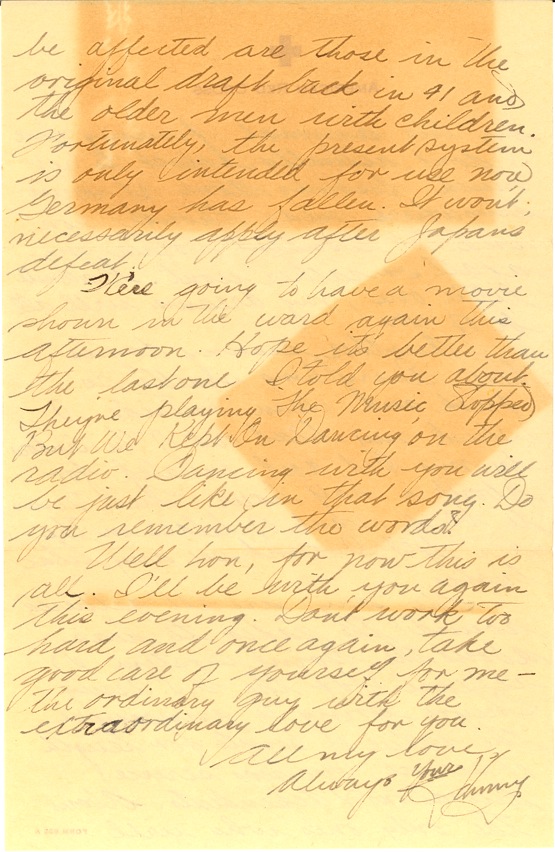 be affected are those in the
original draft back in 41 and
the older men with children.
Fortunately, the present system
is only intended for use now
Germany has fallen. It won't
necessarily apply after Japan's
defeat.
We're going to have a movie
shown in the ward again this
afternoon. Hope it's better than
the last one I told you about.
They're playing "The Music Stopped
But We Kept On Dancing" on the
radio. Dancing with you will
be just like in that song. Do
you remember the words?
Well hon, for now this is
all. I'll be with you again
this evening. Don't work too
hard and once again, take
good care of yourself for me—
the ordinary guy with the
extraordinary love for you.
All my love,
Always your